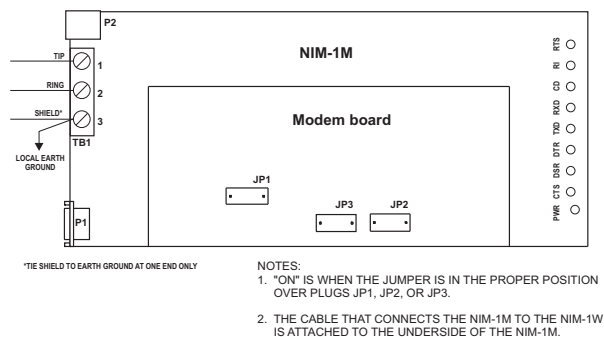 P2
NIM-1M
TIP
1
RING
2
SHIELD*
3
TB1
LOCAL EARTH
GROUND
Modem board
JP1
JP3
JP2
P1
RTS
RI
CD
RXD
TXD
DTR
DSR
CTS
PWR
*TIE SHIELD TO EARTH GROUND AT ONE END ONLY
NOTES:
1. "ON" IS WHEN THE JUMPER IS IN THE PROPER POSITION
OVER PLUGS JP1, JP2, OR JP3.
2. THE CABLE THAT CONNECTS THE NIM-1M TO THE NIM-1W
IS ATTACHED TO THE UNDERSIDE OF THE NIM-1M.